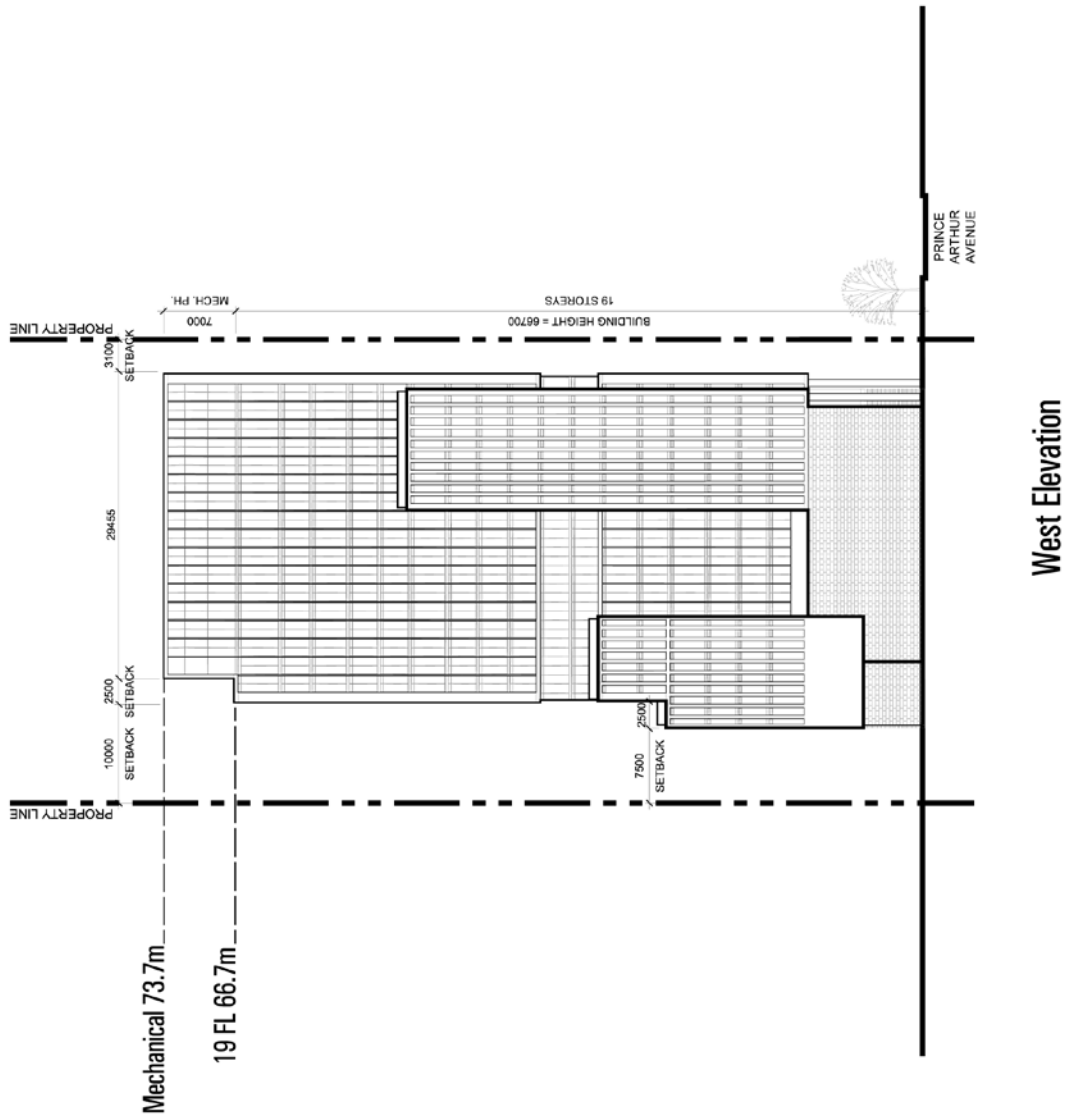 PROPERTY LINE
3100
SETBACK
29455
2500
SETBACK
10000
SETBACK
PROPERTY LINE
MECH. PH.
7000
19 STOREYS
BUILDING HEIGHT = 66700
2500
7500
SETBACK
Mechanical 73.7m
19 FL 66.7m
PRINCE
ARTHUR
AVENUE
West Elevation